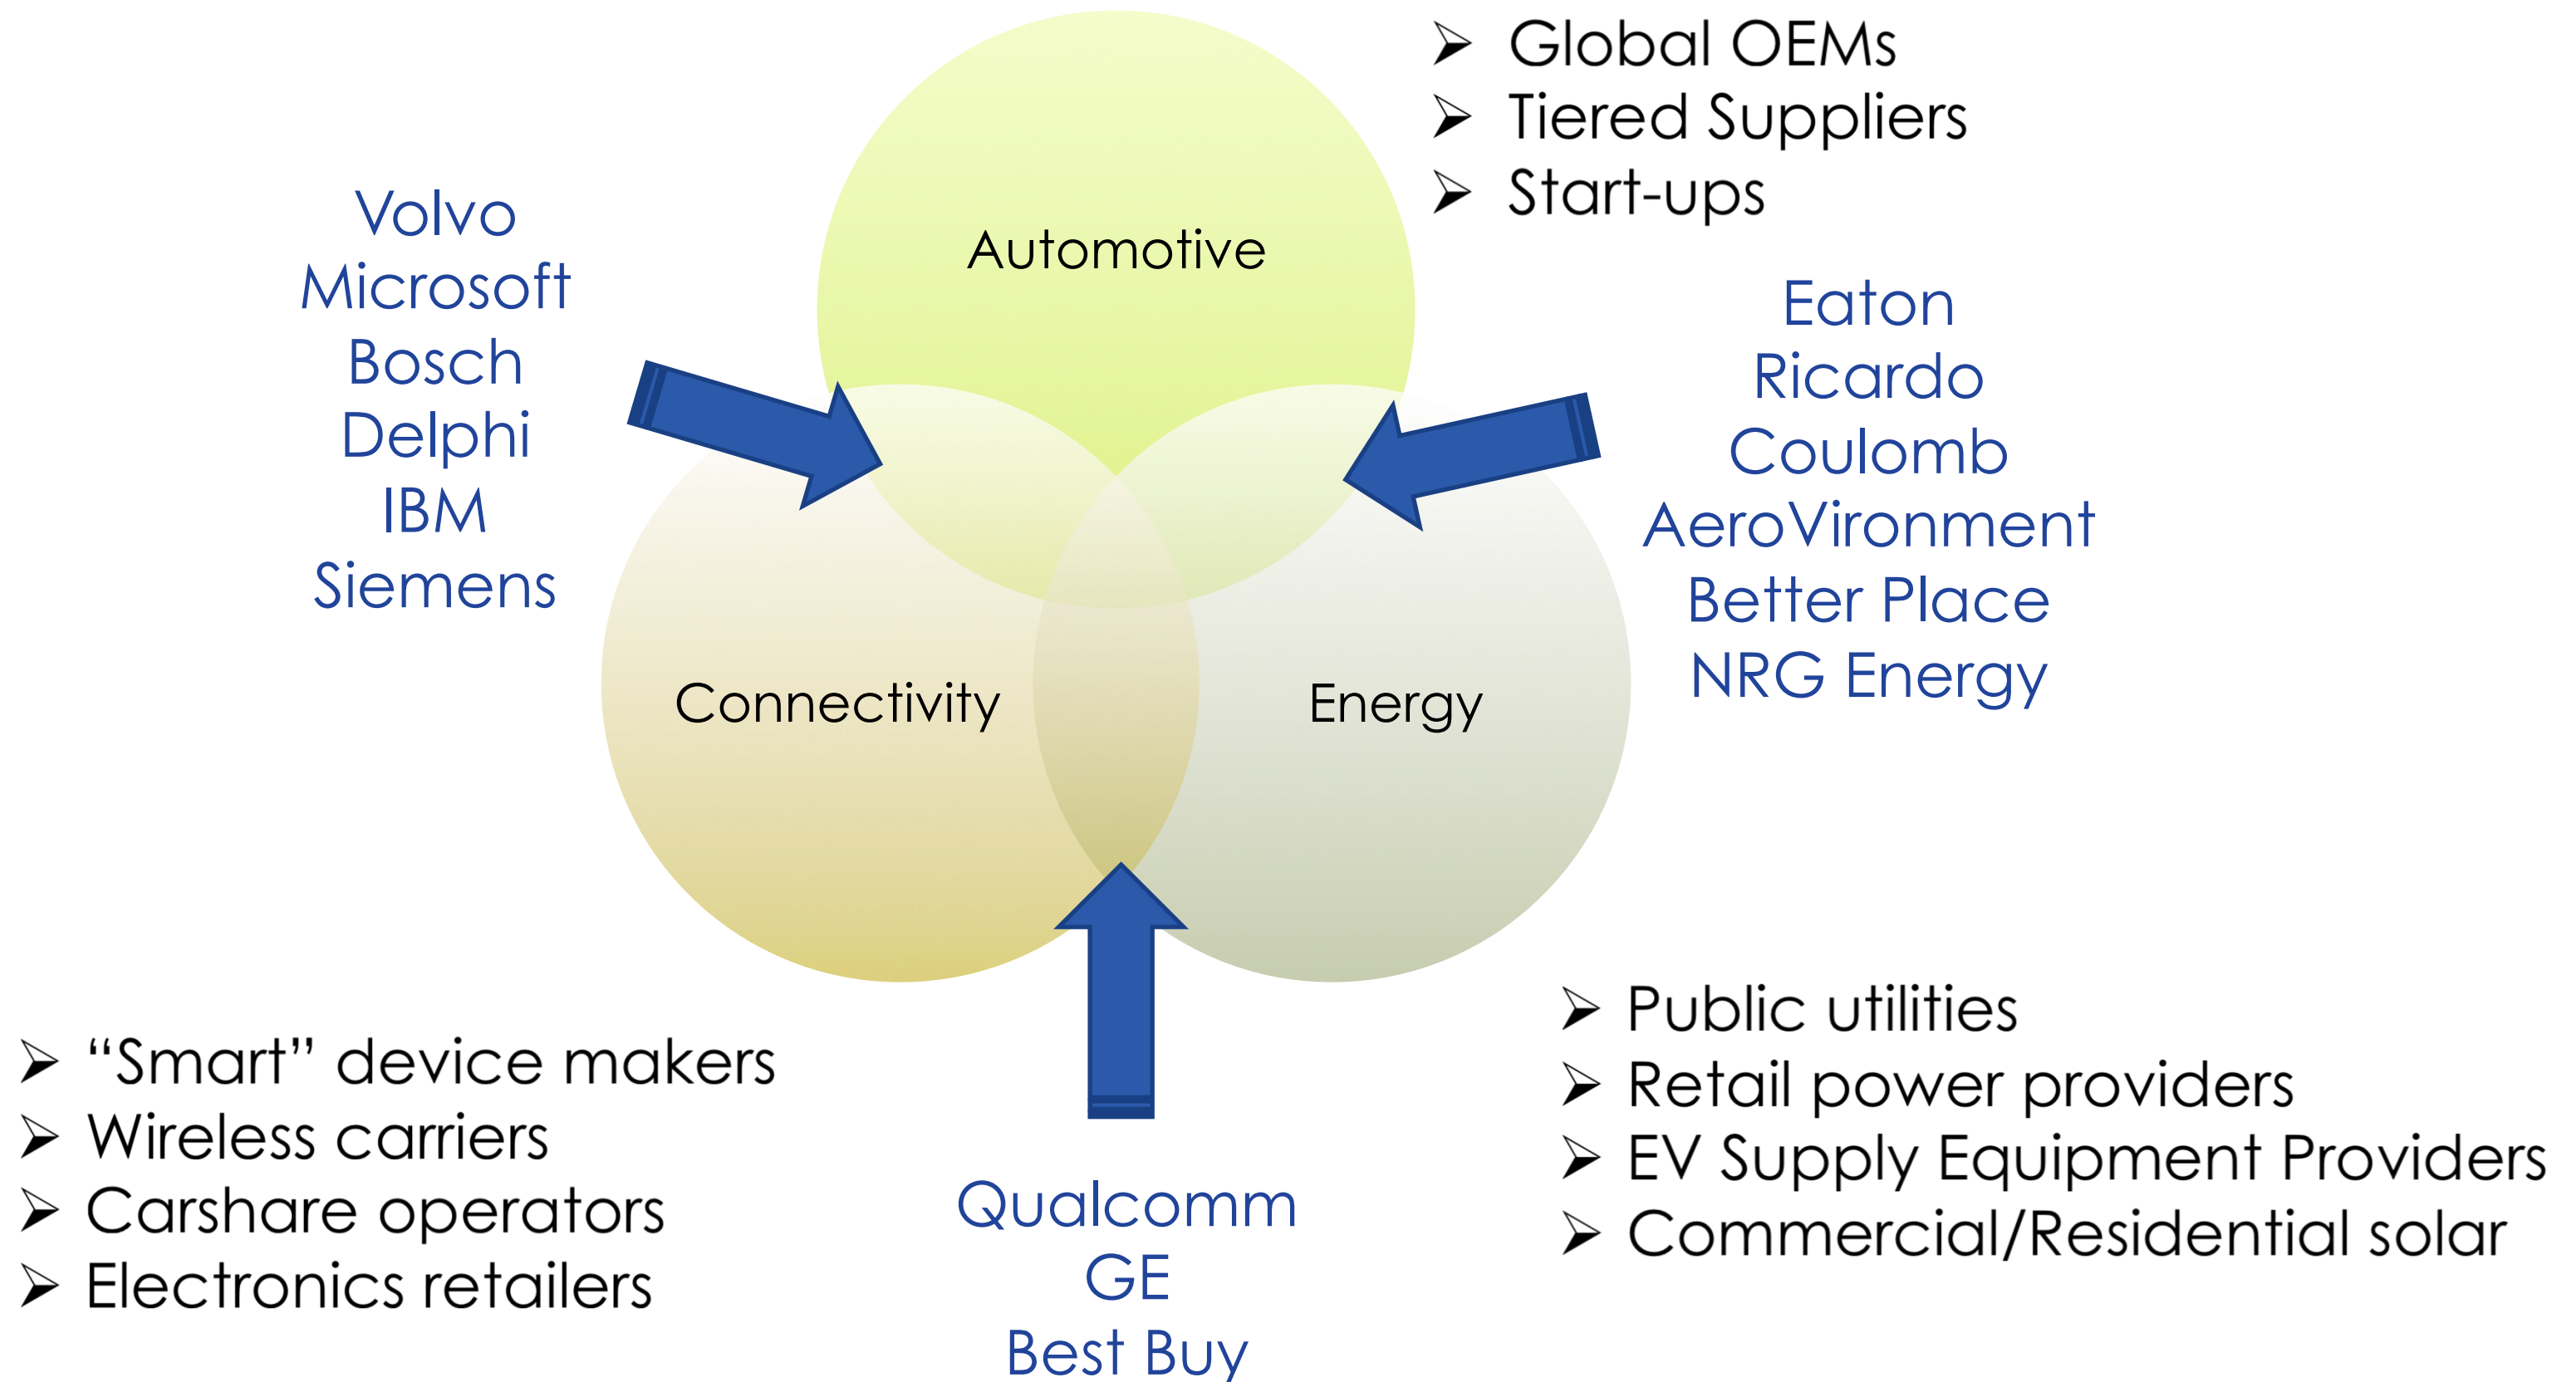 Global OEMs
Tiered Suppliers
Start-ups
Volvo
Microsoft
Bosch
Delphi
IBM
Siemens
Automotive
Eaton
Ricardo
Coulomb
AeroVironment
Better Place
NRG Energy
Connectivity
Energy
“Smart” device makers
Wireless carriers
Carshare operators
Electronics retailers
Qualcomm
GE
Best Buy
Public utilities
Retail power providers
EV Supply Equipment Providers
Commercial/Residential solar